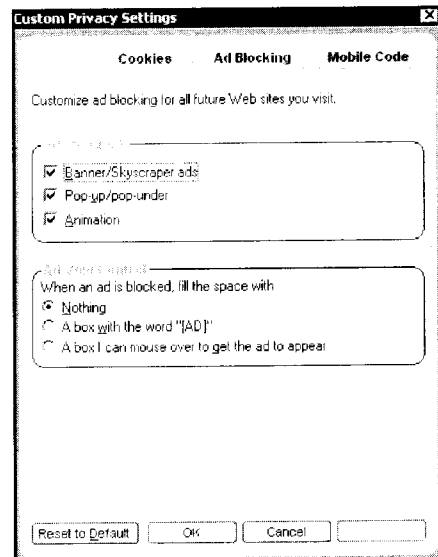 Custom Privacy Settings
Cookies Ad Blocking Mobile Code
Customize ad blocking for all future Web sites you visit.
Banner/Skyscraper ads
Pop-up/pop-under
Animation
When an ad is blocked, fill the space with
Nothing
A box with the word "[AD]"
A box I can mouse over to get the ad to appear
Reset to Default OK Cancel